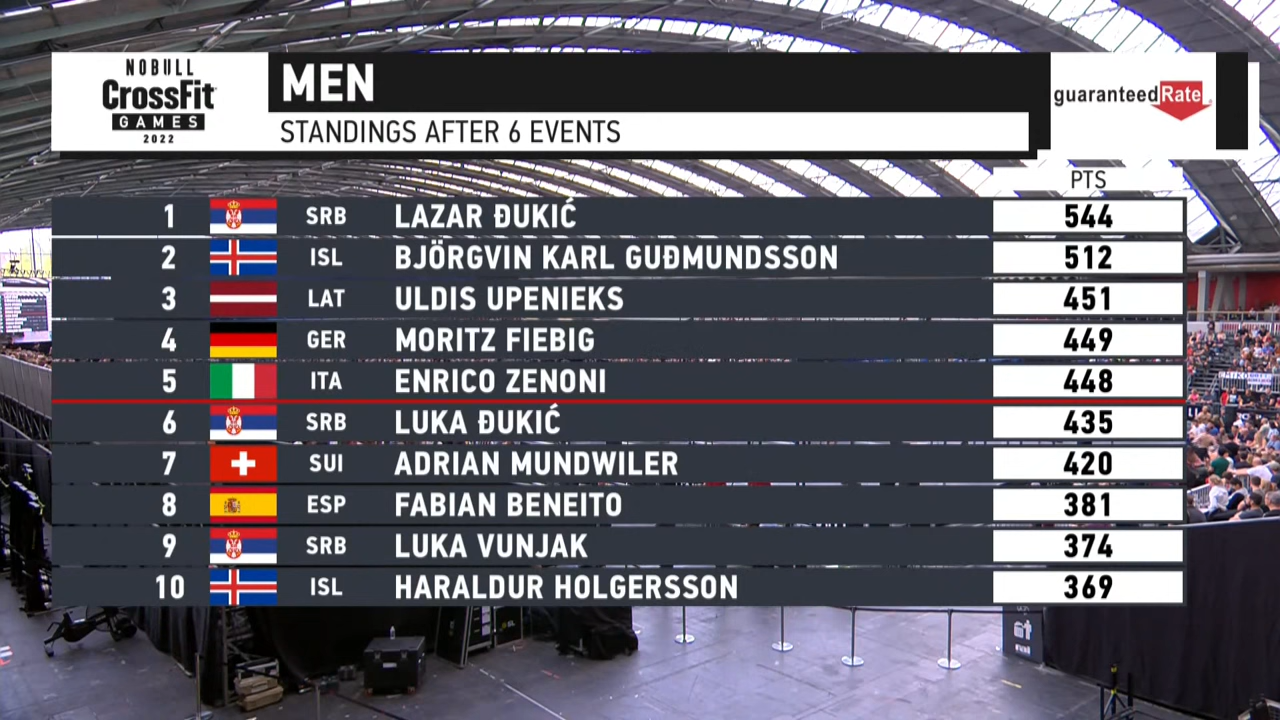 NOBULL
CrossFit
GAMES
2022
MEN
STANDINGS AFTER 6 EVENTS
guaranteedRate
PTS
1 SRB LAZAR ĐUKIĆ 544
2 ISL BJÖRGVIN KARL GUÐMUNDSSON 512
3 LAT ULDIS UPENIEKS 451
4 GER MORITZ FIEBIG 449
5 ITA ENRICO ZENONI 448
6 SRB LUKA ĐUKIĆ 435
7 SUI ADRIAN MUNDWILER 420
8 ESP FABIAN BENEITO 381
9 SRB LUKA VUNJAK 374
10 ISL HARALDUR HOLGERSSON 369